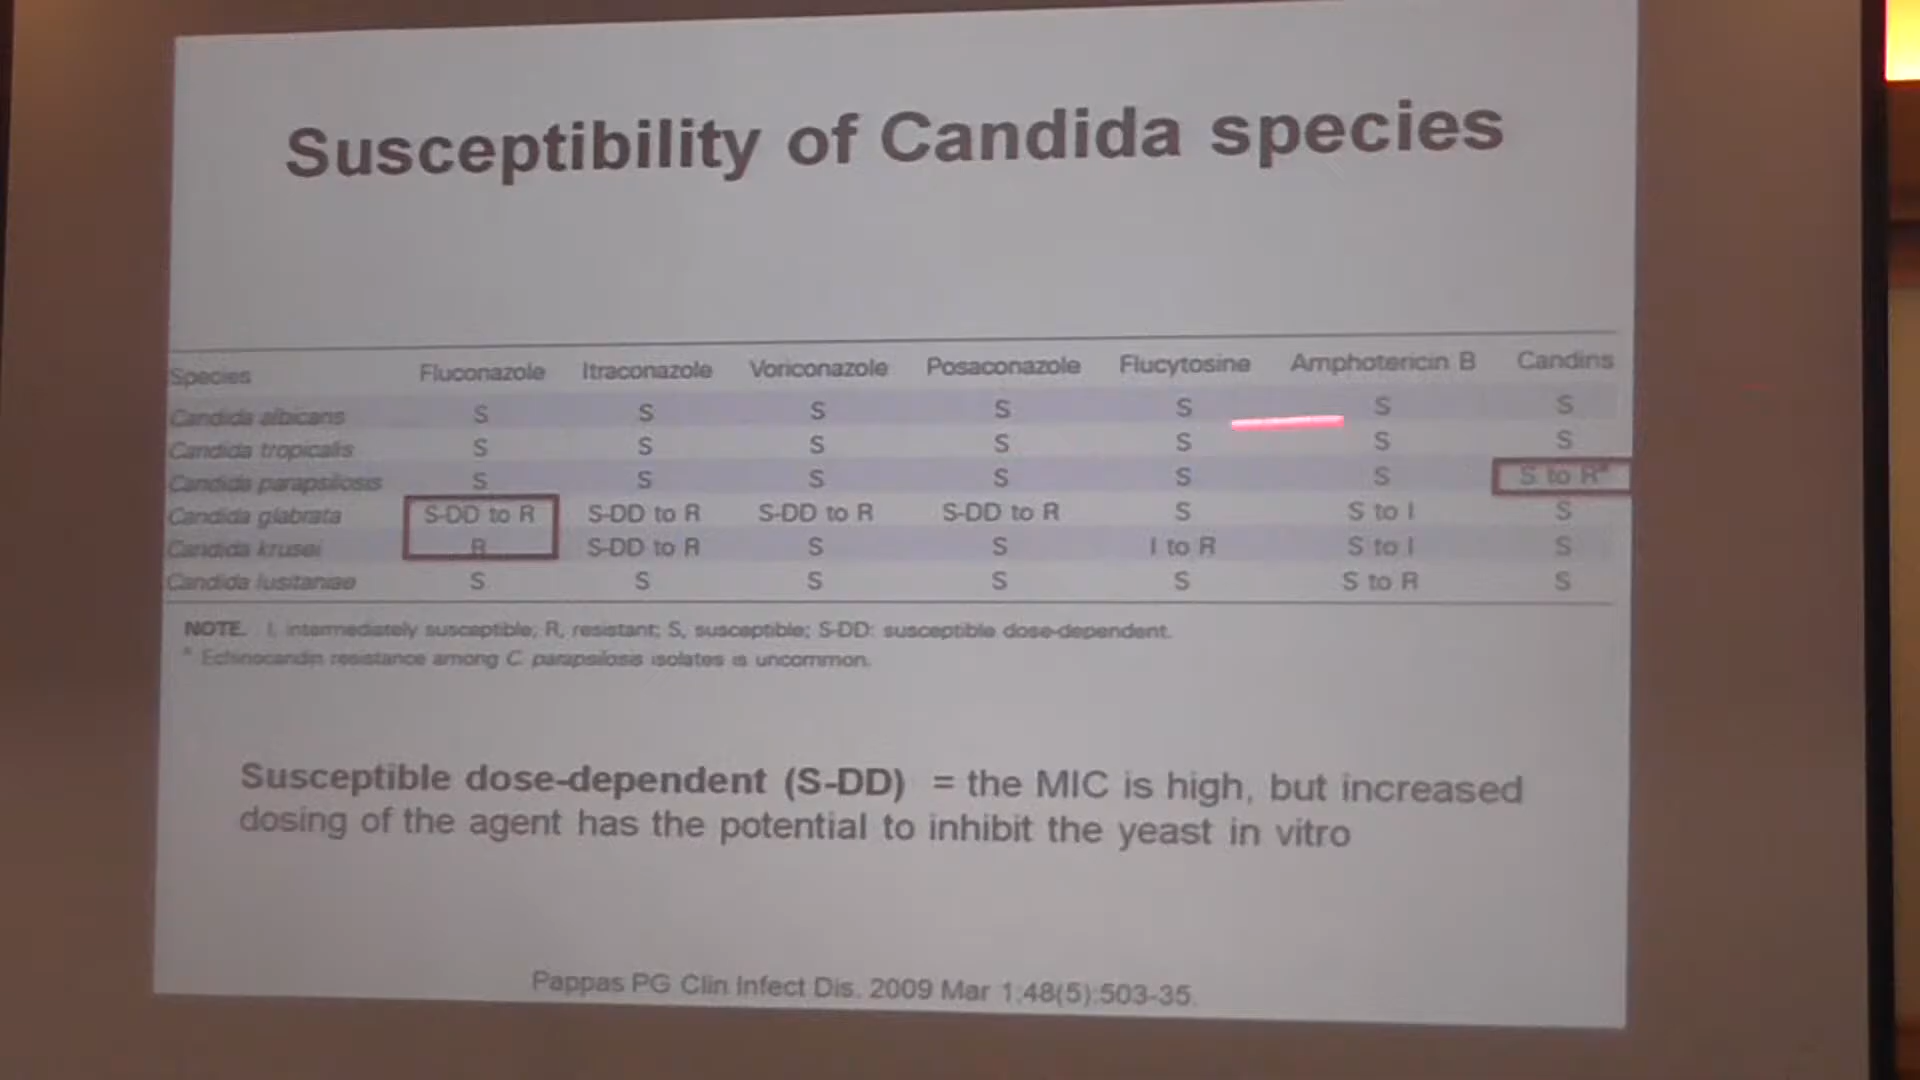 Susceptibility of Candida species
Species Fluconazole Itraconazole Voriconazole Posaconazole Flucytosine Amphotericin B Candins
Candida albicans S S S S S S S
Candida tropicalis S S S S S S S
Candida parapsilosis S S S S S S S to Rª
Candida glabrata S-DD to R S-DD to R S-DD to R S-DD to R S S to I S
Candida krusei R S-DD to R S S I to R S to I S
Candida lusitaniae S S S S S S to R S
NOTE. I, intermediately susceptible; R, resistant; S, susceptible; S-DD: susceptible dose-dependent.
ª Echinocandin resistance among C parapsilosis isolates is uncommon.
Susceptible dose-dependent (S-DD) = the MIC is high, but increased
dosing of the agent has the potential to inhibit the yeast in vitro
Pappas PG Clin Infect Dis. 2009 Mar 1;48(5):503-35.